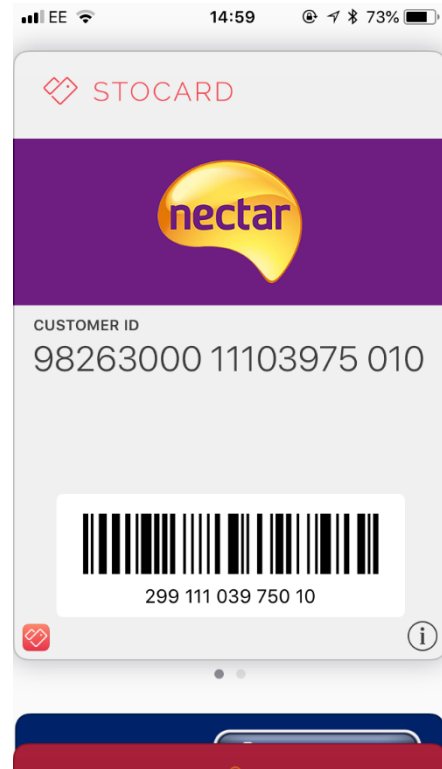 EE 14:59 73%
STOCARD
nectar
CUSTOMER ID
98263000 11103975 010
299 111 039 750 10
i